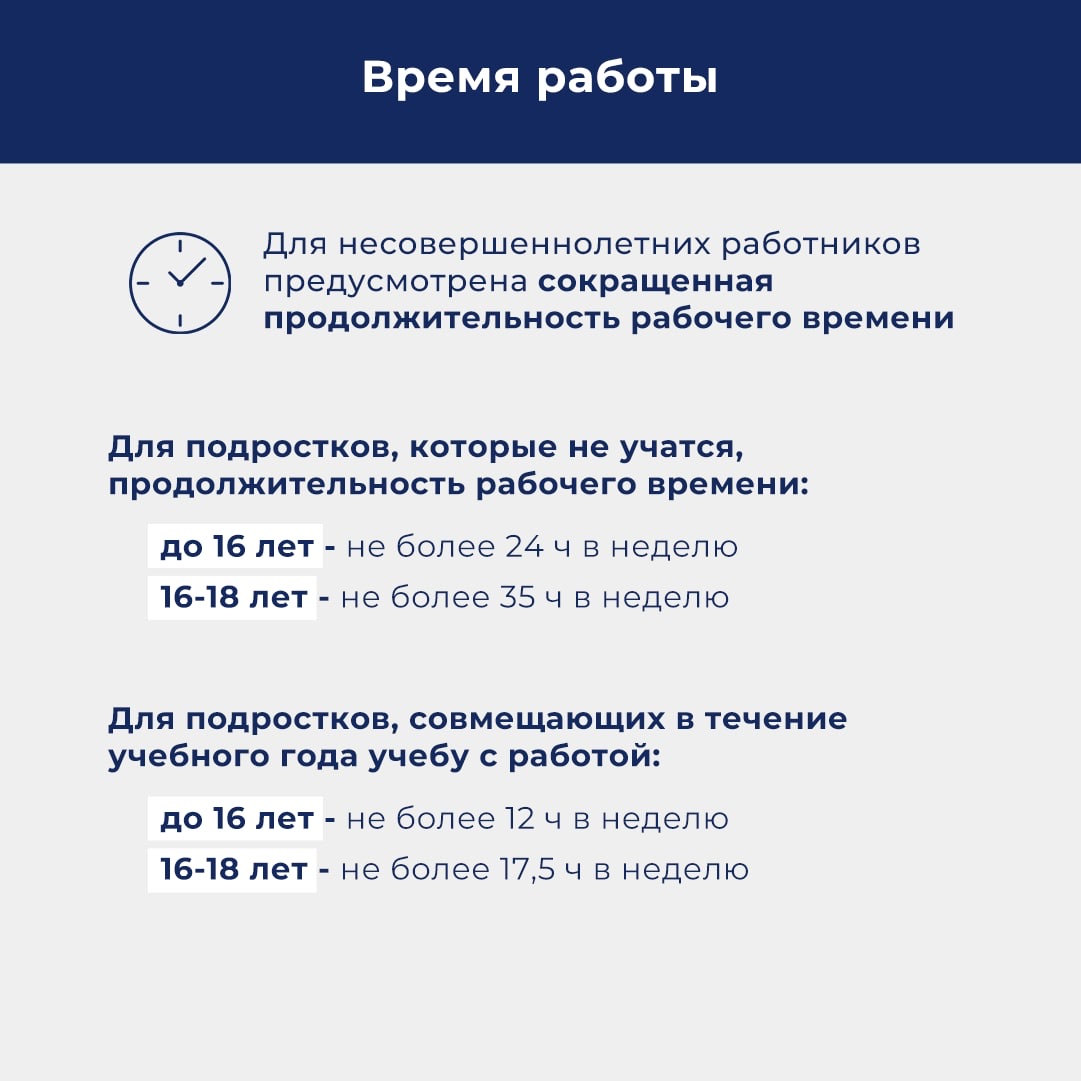 Время работы
Для несовершеннолетних работников
предусмотрена сокращенная
продолжительность рабочего времени
Для подростков, которые не учатся,
продолжительность рабочего времени:
до 16 лет - не более 24 ч в неделю
16-18 лет - не более 35 ч в неделю
Для подростков, совмещающих в течение
учебного года учебу с работой:
до 16 лет - не более 12 ч в неделю
16-18 лет - не более 17,5 ч в неделю